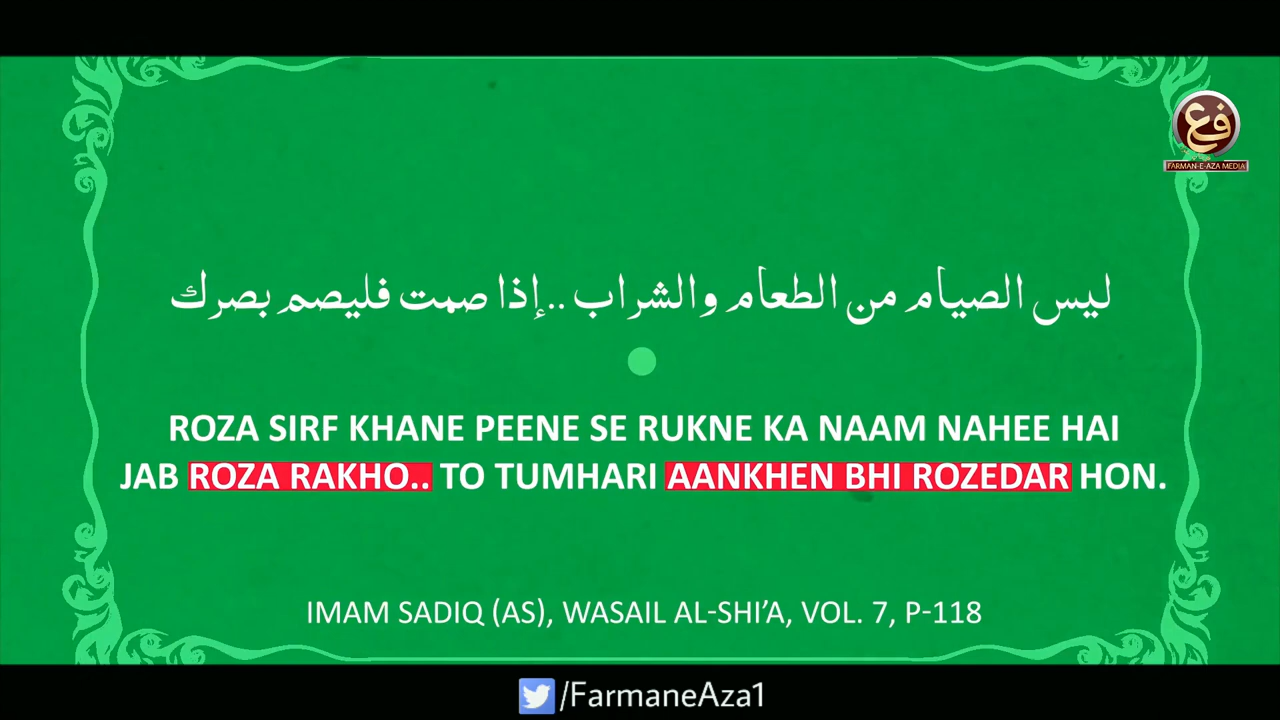 فع
FARMAN-E-AZA MEDIA
ليس الصيام من الطعام والشراب ..إذا صمت فليصم بصرك
ROZA SIRF KHANE PEENE SE RUKNE KA NAAM NAHEE HAI
JAB ROZA RAKHO.. TO TUMHARI AANKHEN BHI ROZEDAR HON.
IMAM SADIQ (AS), WASAIL AL-SHI’A, VOL. 7, P-118
/FarmaneAza1